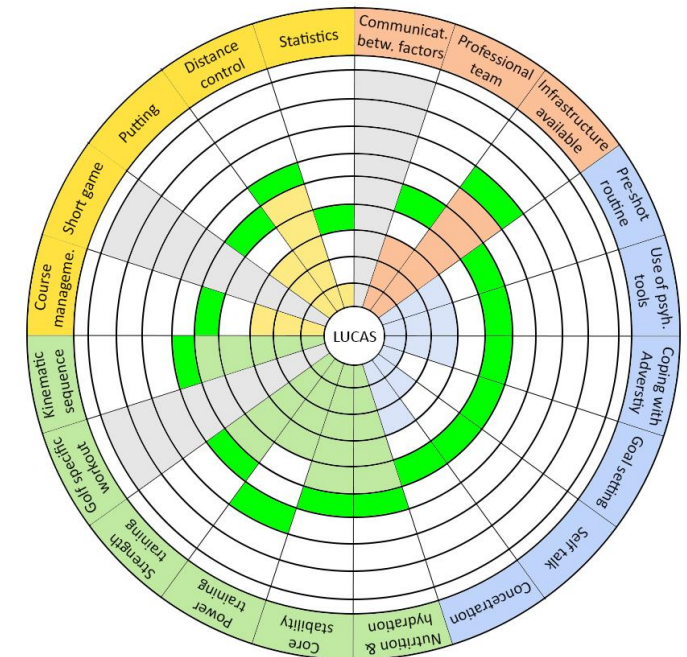 Communicat.
betw. factors
Professional
team
Infrastructure
available
Pre-shot
routine
Use of psyh.
tools
Coping with
Adverstiy
Goal setting
Self talk
Concetration
Nutrition &
hydration
Core
stability
Power
training
Strength
training
Golf specific
workout
Kinematic
sequence
Course
manageme.
Short game
Putting
Distance
control
Statistics
LUCAS